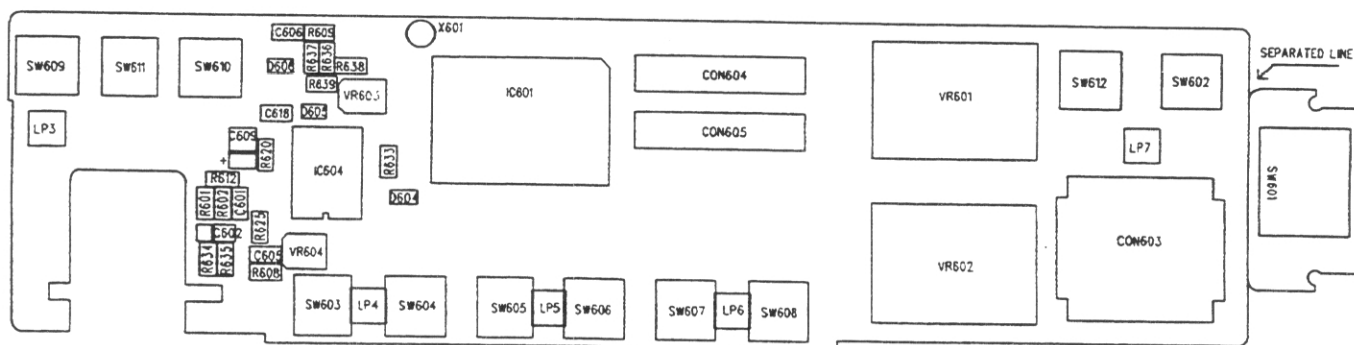 C606 R605
X601
SW609 SW611 SW610
D606 R637 R636 R638
R639
VR603
IC601
CON604
VR601
SW612 SW602
SEPARATED LINE
C618 D605
LP3
C609
+
R620
IC604
R633
CON605
LP7
R612
D604
R601 R602 C601
R625
SW601
C602
R634 R635
C605
R608
VR604
CON603
VR602
SW603 LP4 SW604
SW605 LP5 SW606
SW607 LP6 SW608